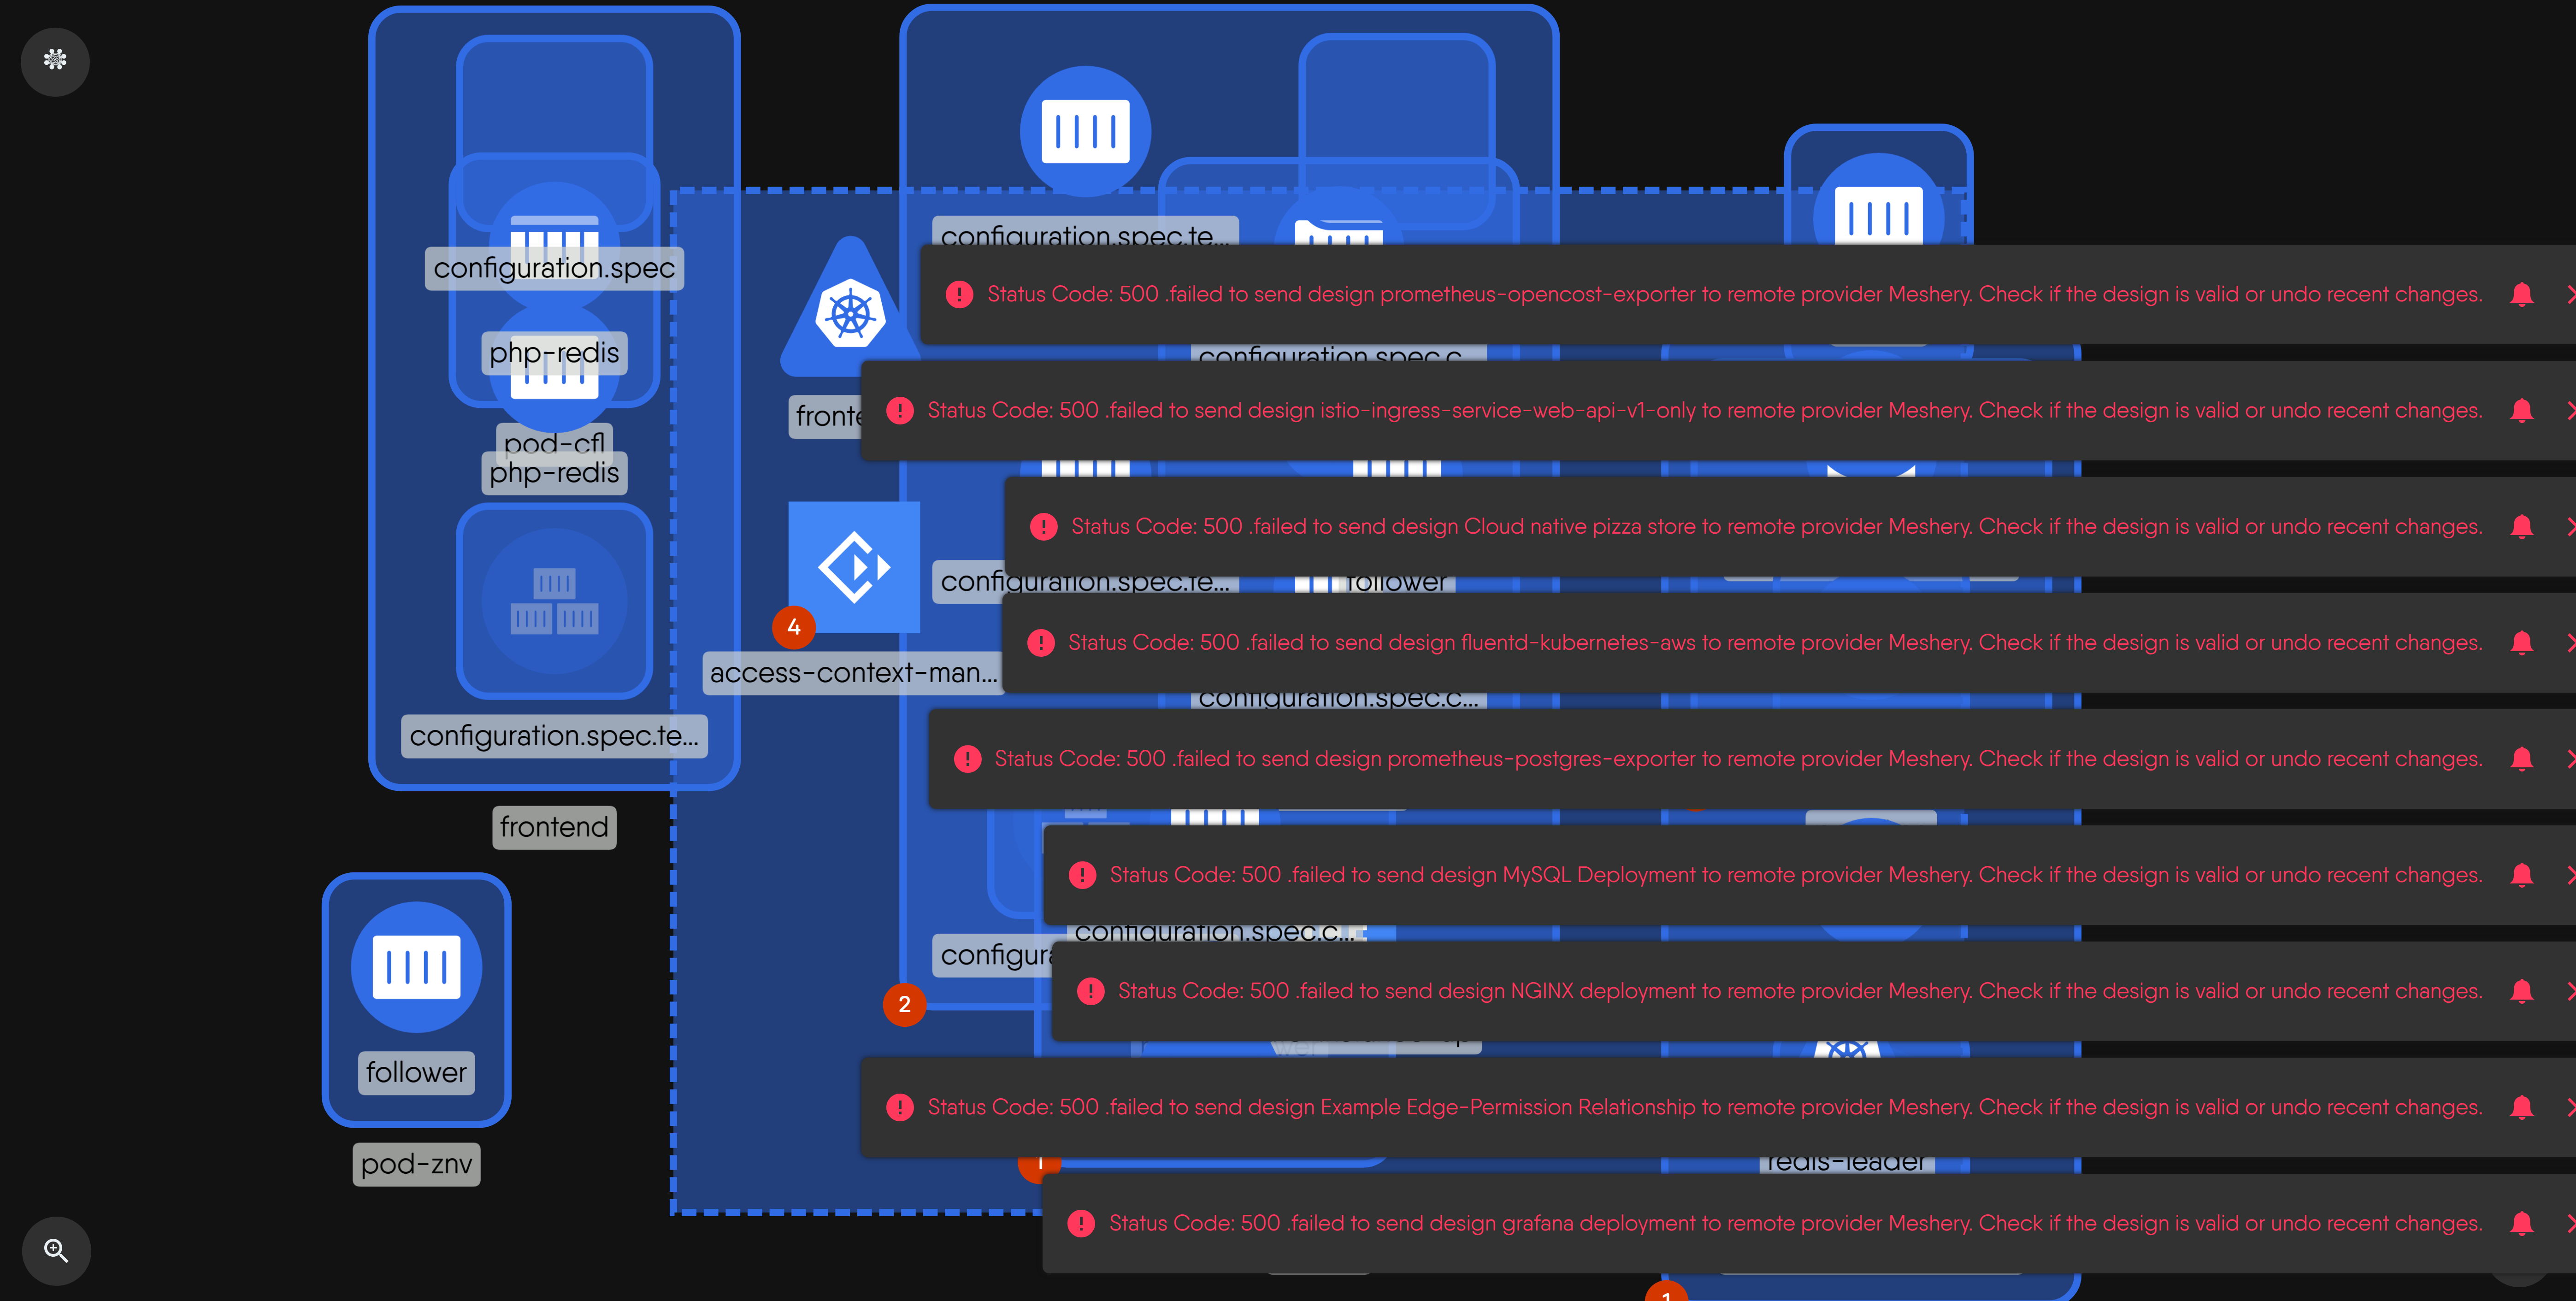 configuration.spec.te...
configuration.spec
Status Code: 500 .failed to send design prometheus-opencost-exporter to remote provider Meshery. Check if the design is valid or undo recent changes.
php-redis
configuration.spec.c...
Status Code: 500 .failed to send design istio-ingress-service-web-api-v1-only to remote provider Meshery. Check if the design is valid or undo recent changes.
pod-cfl
php-redis
Status Code: 500 .failed to send design Cloud native pizza store to remote provider Meshery. Check if the design is valid or undo recent changes.
configuration.spec.te...
follower
4
Status Code: 500 .failed to send design fluentd-kubernetes-aws to remote provider Meshery. Check if the design is valid or undo recent changes.
access-context-man...
configuration.spec.c...
configuration.spec.te...
Status Code: 500 .failed to send design prometheus-postgres-exporter to remote provider Meshery. Check if the design is valid or undo recent changes.
frontend
Status Code: 500 .failed to send design MySQL Deployment to remote provider Meshery. Check if the design is valid or undo recent changes.
configuration.spec.c...
2
Status Code: 500 .failed to send design NGINX deployment to remote provider Meshery. Check if the design is valid or undo recent changes.
follower
Status Code: 500 .failed to send design Example Edge-Permission Relationship to remote provider Meshery. Check if the design is valid or undo recent changes.
pod-znv
redis-leader
Status Code: 500 .failed to send design grafana deployment to remote provider Meshery. Check if the design is valid or undo recent changes.
1